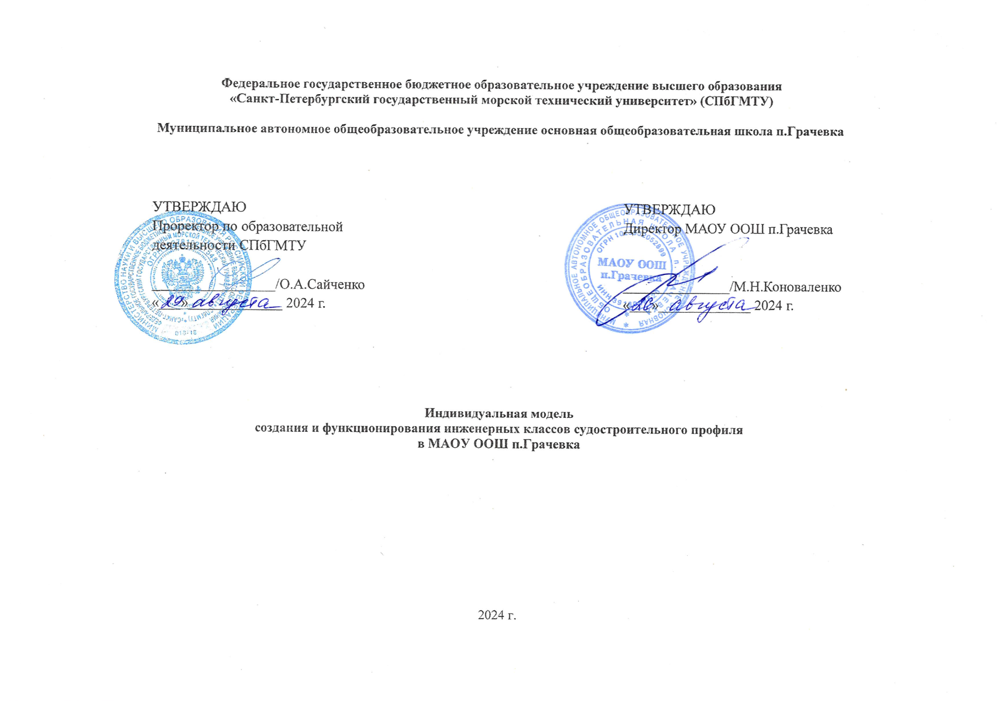 Федеральное государственное бюджетное образовательное учреждение высшего образования
«Санкт-Петербургский государственный морской технический университет» (СПбГМТУ)
Муниципальное автономное общеобразовательное учреждение основная общеобразовательная школа п.Грачевка
УТВЕРЖДАЮ
Проректор по образовательной
деятельности СПбГМТУ
/О.А.Сайченко
«29» августа 2024 г.
УТВЕРЖДАЮ
Директор МАОУ ООШ п.Грачевка
МАОУ ООШ
п.Грачевка
/М.Н.Коноваленко
«26» августа 2024 г.
Индивидуальная модель
создания и функционирования инженерных классов судостроительного профиля
в МАОУ ООШ п.Грачевка
2024 г.